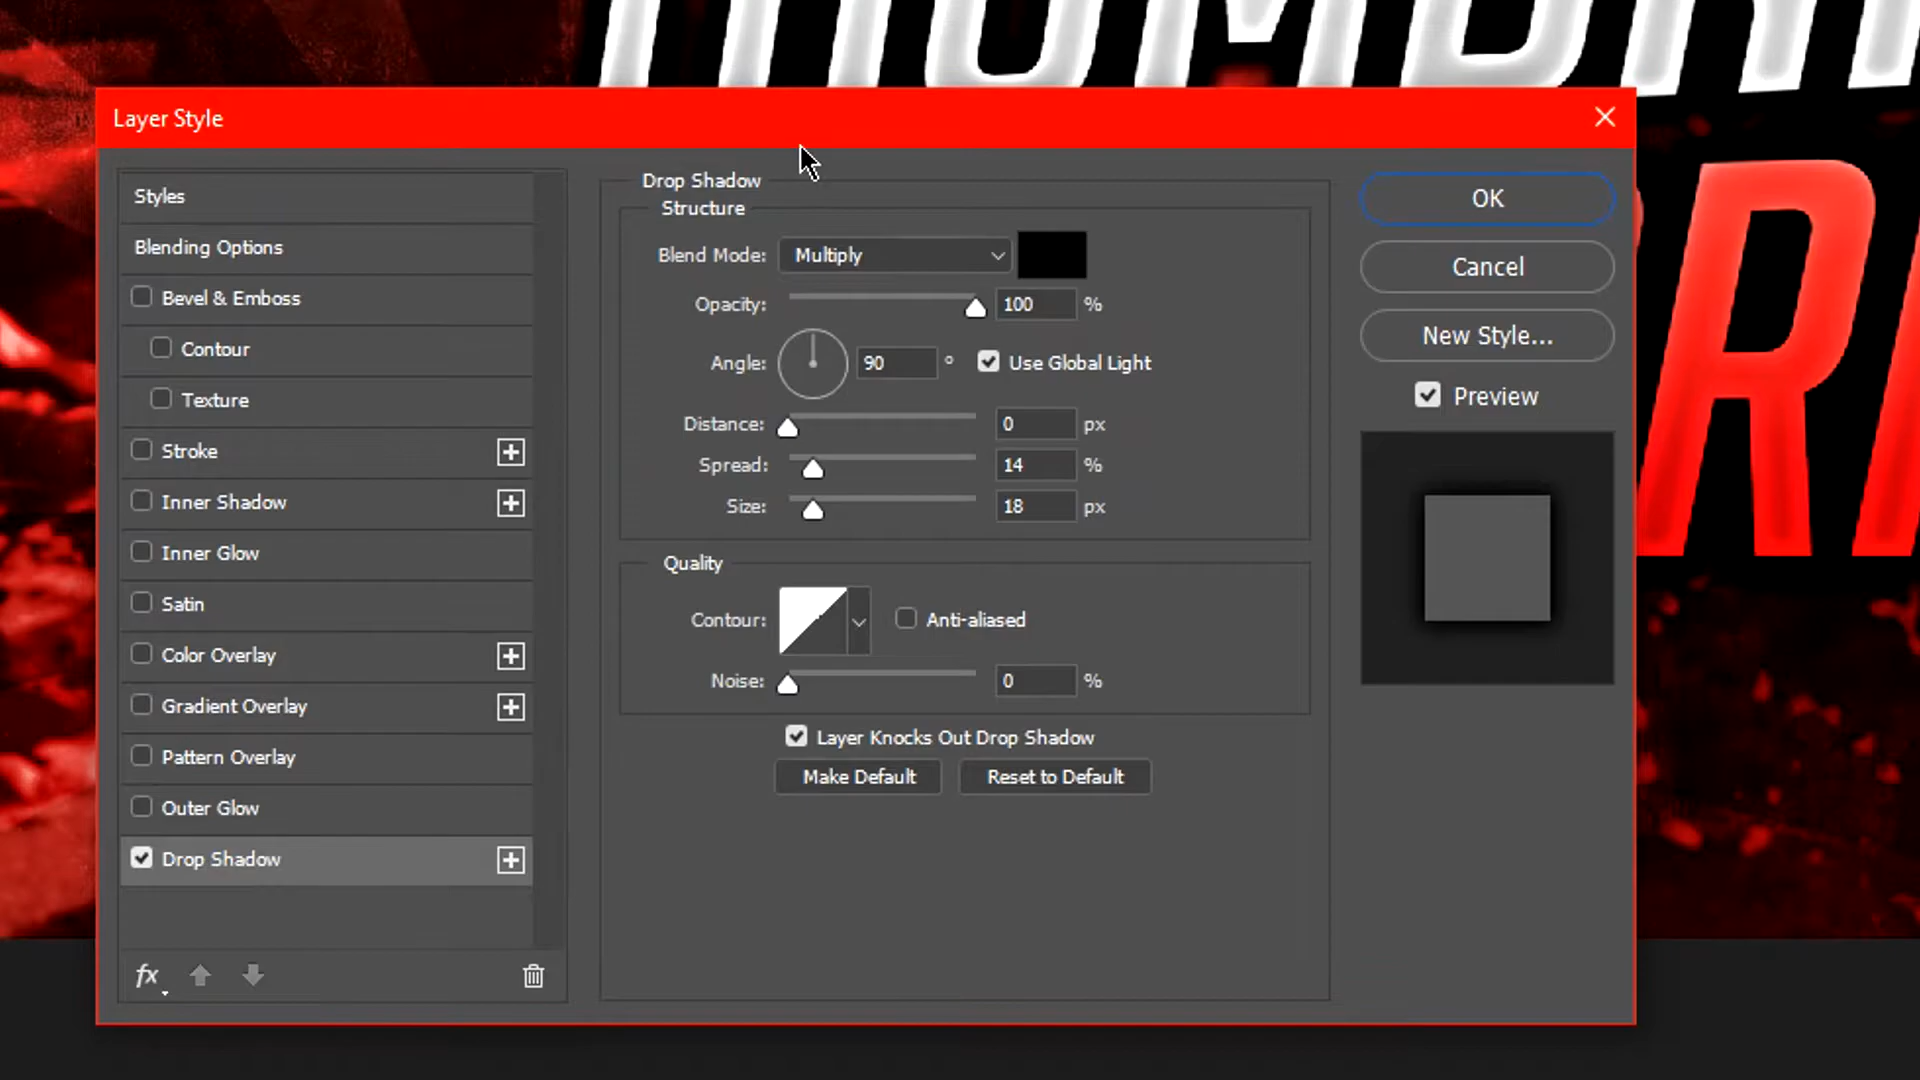 Layer Style
Styles
Blending Options
Bevel & Emboss
Contour
Texture
Stroke
Inner Shadow
Inner Glow
Satin
Color Overlay
Gradient Overlay
Pattern Overlay
Outer Glow
Drop Shadow
fx
Drop Shadow
Structure
Blend Mode: Multiply
Opacity: 100 %
Angle: 90 ° Use Global Light
Distance: 0 px
Spread: 14 %
Size: 18 px
Quality
Contour: Anti-aliased
Noise: 0 %
Layer Knocks Out Drop Shadow
Make Default Reset to Default
OK
Cancel
New Style...
Preview